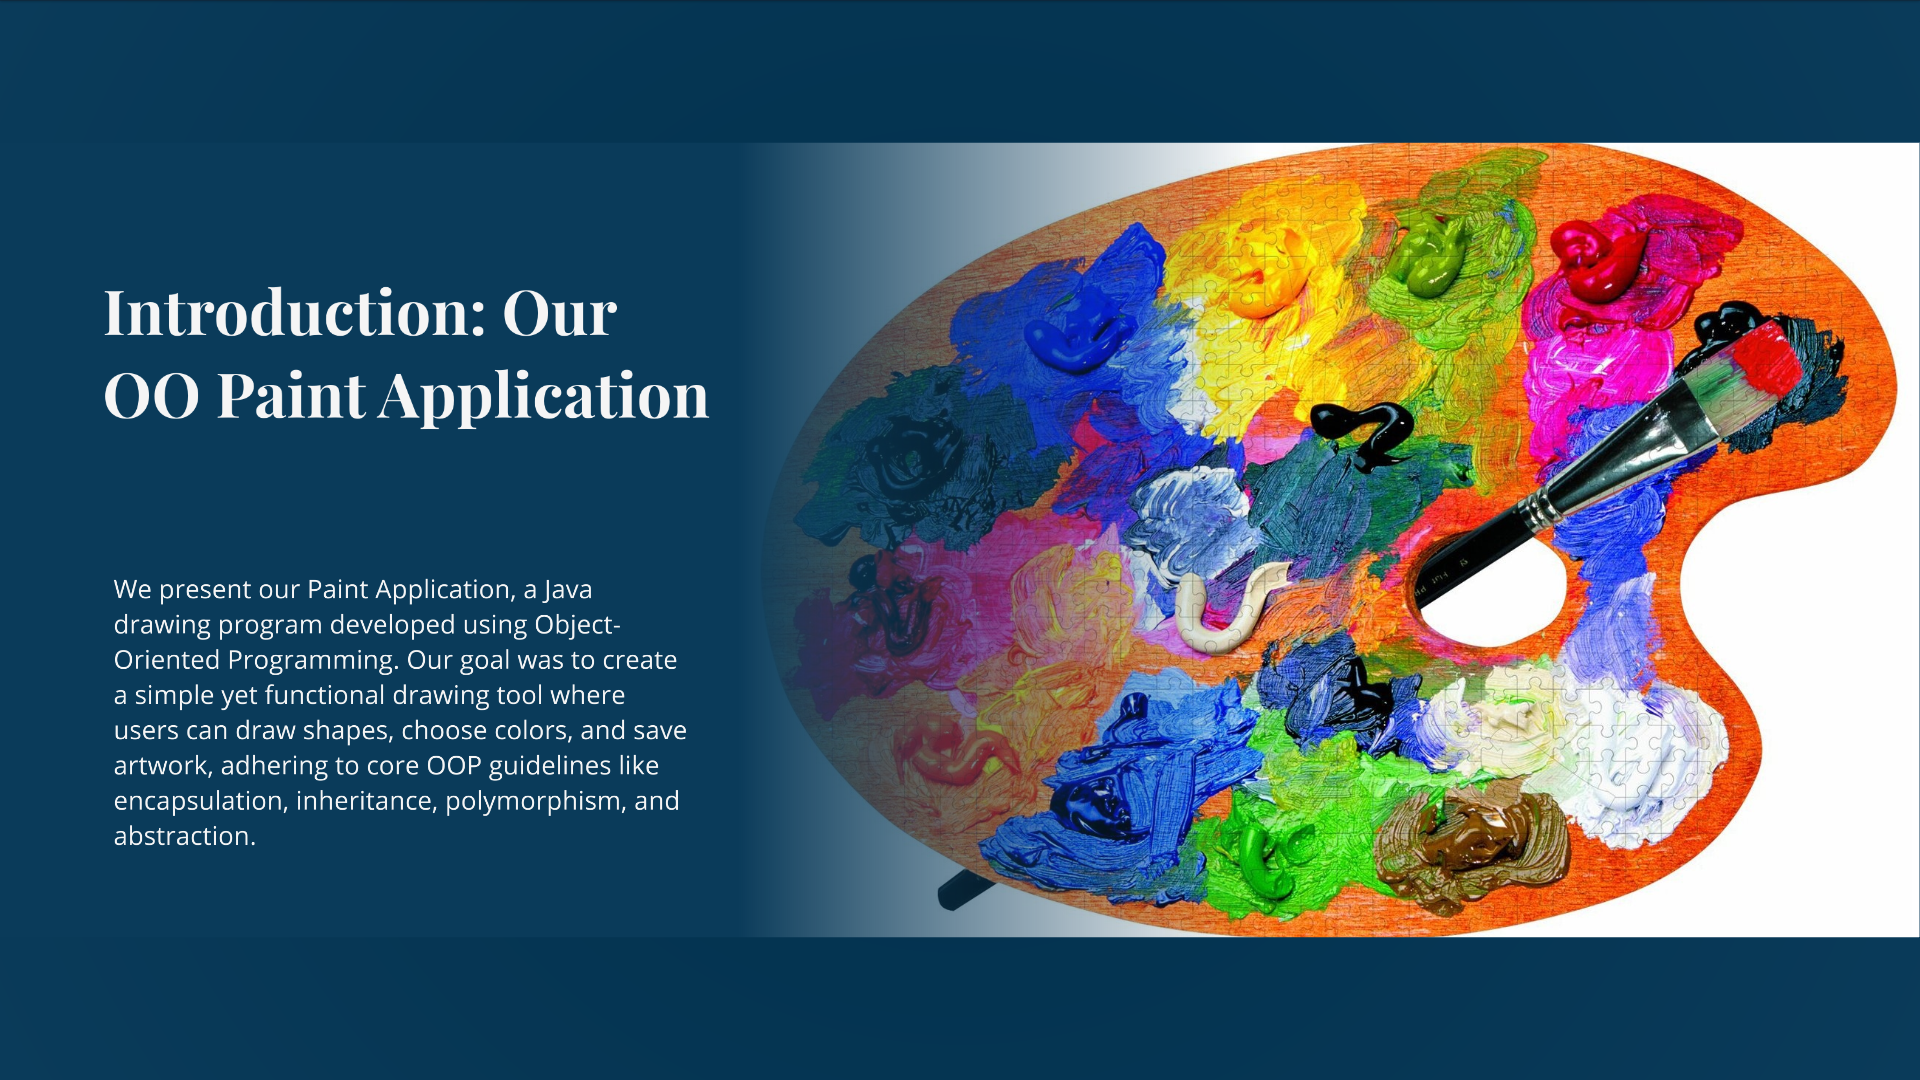 Introduction: Our
OO Paint Application
We present our Paint Application, a Java
drawing program developed using Object-
Oriented Programming. Our goal was to create
a simple yet functional drawing tool where
users can draw shapes, choose colors, and save
artwork, adhering to core OOP guidelines like
encapsulation, inheritance, polymorphism, and
abstraction.